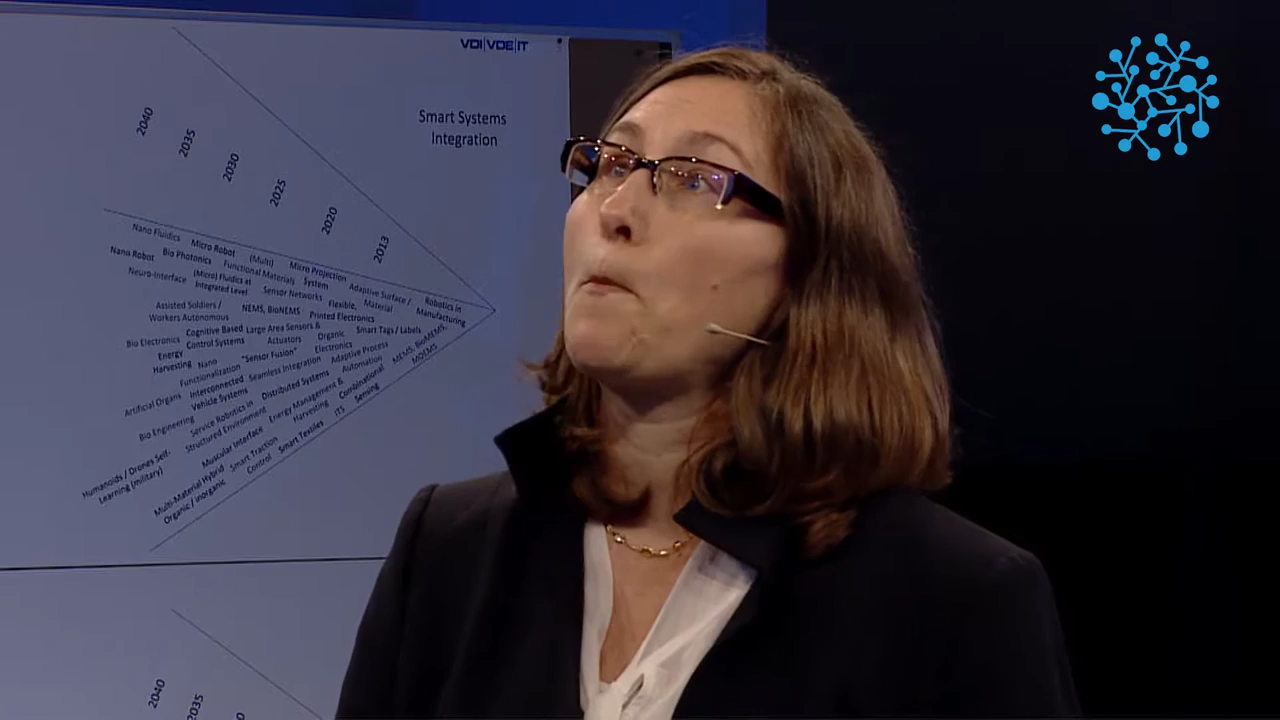 VDI|VDE|IT
Smart Systems
Integration
2040
2035
2030
2025
2020
2013
Nano Fluidics
Micro Robot
(Multi)
Micro Projection
System
Adaptive Surface /
Material
Robotics in
Manufacturing
Nano Robot
Bio Photonics
Functional Materials
Neuro-Interface
(Micro) Fluidics at
Integrated Level
Sensor Networks
Flexible,
Printed Electronics
Assisted Soldiers /
Workers Autonomous
NEMS, BioNEMS
Smart Tags / Labels
Bio Electronics
Cognitive Based
Control Systems
Large Area Sensors &
Actuators
Organic
Electronics
MEMS, BioMEMS,
MOEMS
Energy
Harvesting
Nano
Functionalization
"Sensor Fusion"
Adaptive Process
Automation
Artificial Organs
Interconnected
Vehicle Systems
Seamless Integration
Distributed Systems
Combinational
Sensing
Bio Engineering
Service Robotics in
Structured Environment
Energy Management &
Harvesting
ITS
Humanoids / Drones Self-
Learning (military)
Muscular Interface
Smart Traction
Control
Smart Textiles
Multi-Material Hybrid
Organic / inorganic
2040
2035